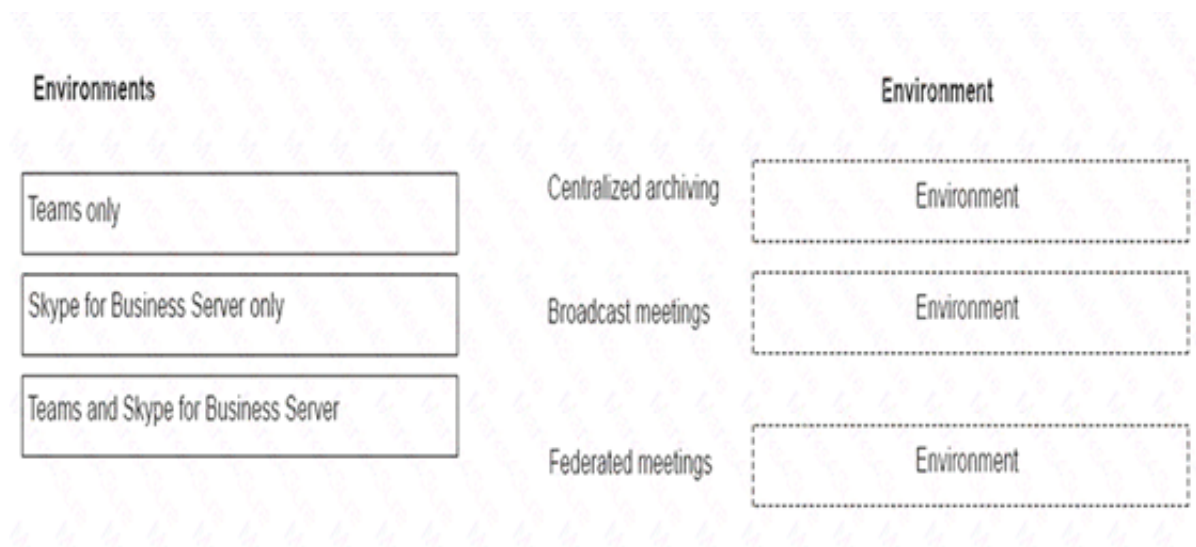 Environments
Environment
Teams only
Skype for Business Server only
Teams and Skype for Business Server
Centralized archiving
Environment
Broadcast meetings
Environment
Federated meetings
Environment